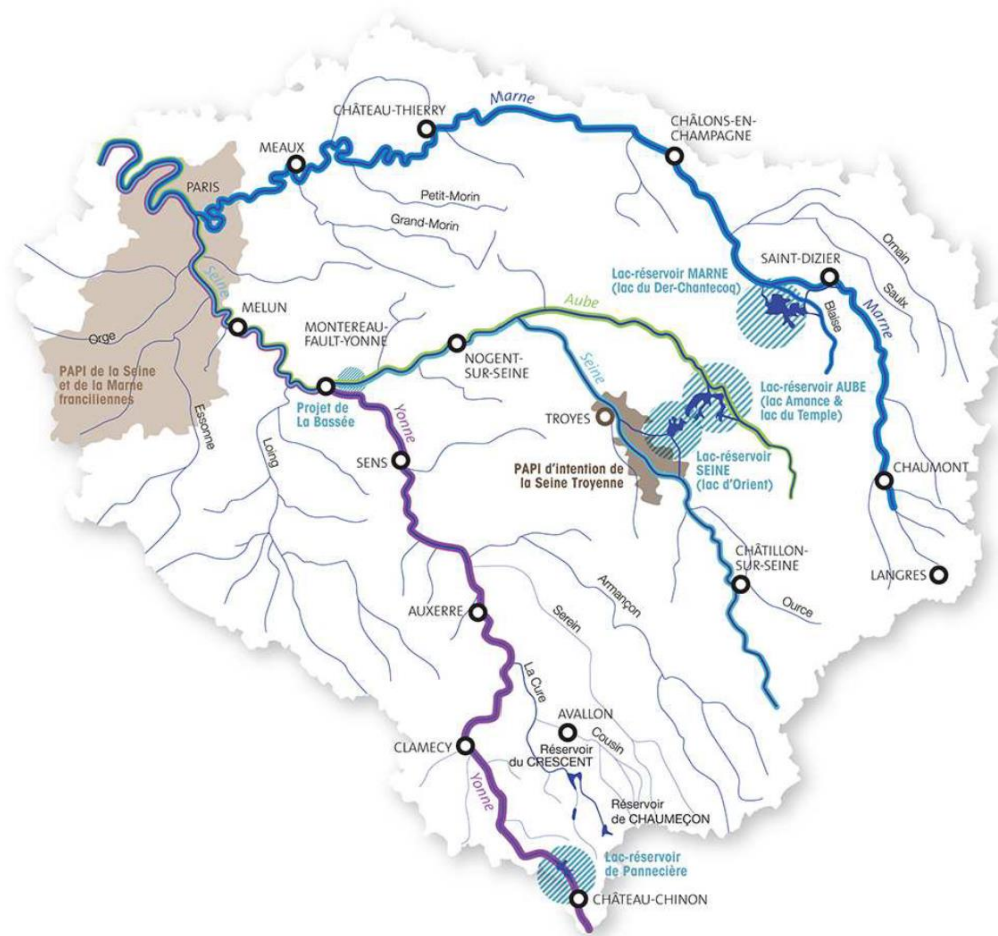 Marne
CHÂTEAU-THIERRY
CHÂLONS-EN-
CHAMPAGNE
MEAUX
PARIS
Petit-Morin
Grand-Morin
Ornain
SAINT-DIZIER
Saulx
Lac-réservoir MARNE
(lac du Der-Chantecoq)
Blaise
Marne
Seine
MELUN
Aube
MONTEREAU-
FAULT-YONNE
NOGENT-
SUR-SEINE
Orge
PAPI de la Seine
et de la Marne
franciliennes
Seine
Lac-réservoir AUBE
(lac Amance &
lac du Temple)
Projet de
La Bassée
TROYES
Essonne
Yonne
Loing
SENS
PAPI d'intention de
la Seine Troyenne
Lac-réservoir
SEINE
(lac d'Orient)
CHAUMONT
CHÂTILLON-
SUR-SEINE
LANGRES
Armançon
Ource
Serein
AUXERRE
La Cure
AVALLON
Cousin
CLAMECY
Réservoir
du CRESCENT
Yonne
Réservoir
de CHAUMEÇON
Lac-réservoir
de Pannecière
CHÂTEAU-CHINON